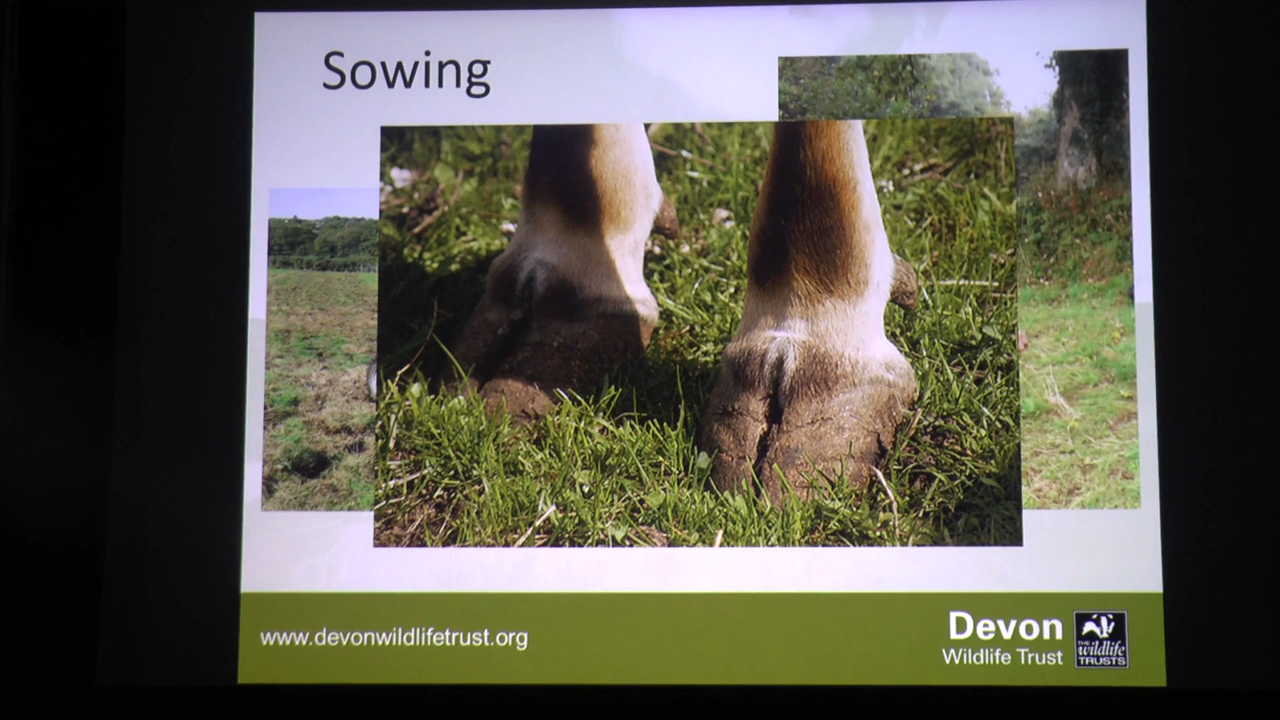 Sowing
www.devonwildlifetrust.org
Devon
Wildlife Trust
THE
wildlife
TRUSTS